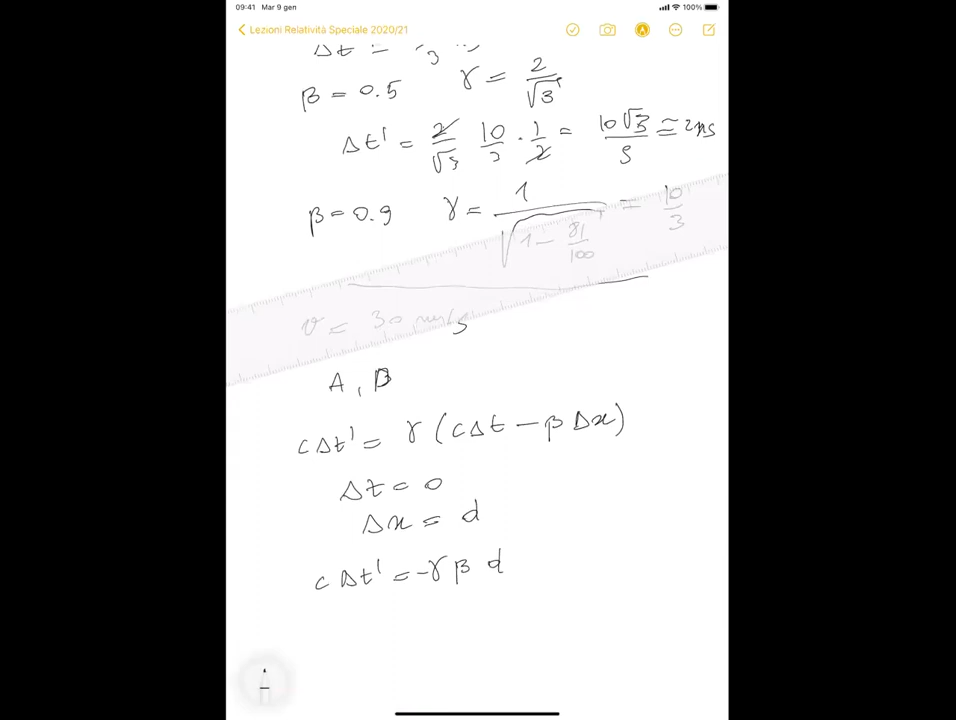 09:41 Mar 9 gen 100%
Lezioni Relatività Speciale 2020/21
Δt =
β = 0.5 γ = 2/√3
Δt' = 2/√3 10/3 · 1/2 = 10√3/9 ≅ 2ns
β = 0.9 γ = 1/√(1 - 81/100) = 10/3
v = 30 m/s
A, B
cΔt' = γ (cΔt - βΔx)
Δt = 0
Δx = d
cΔt' = -γ β d